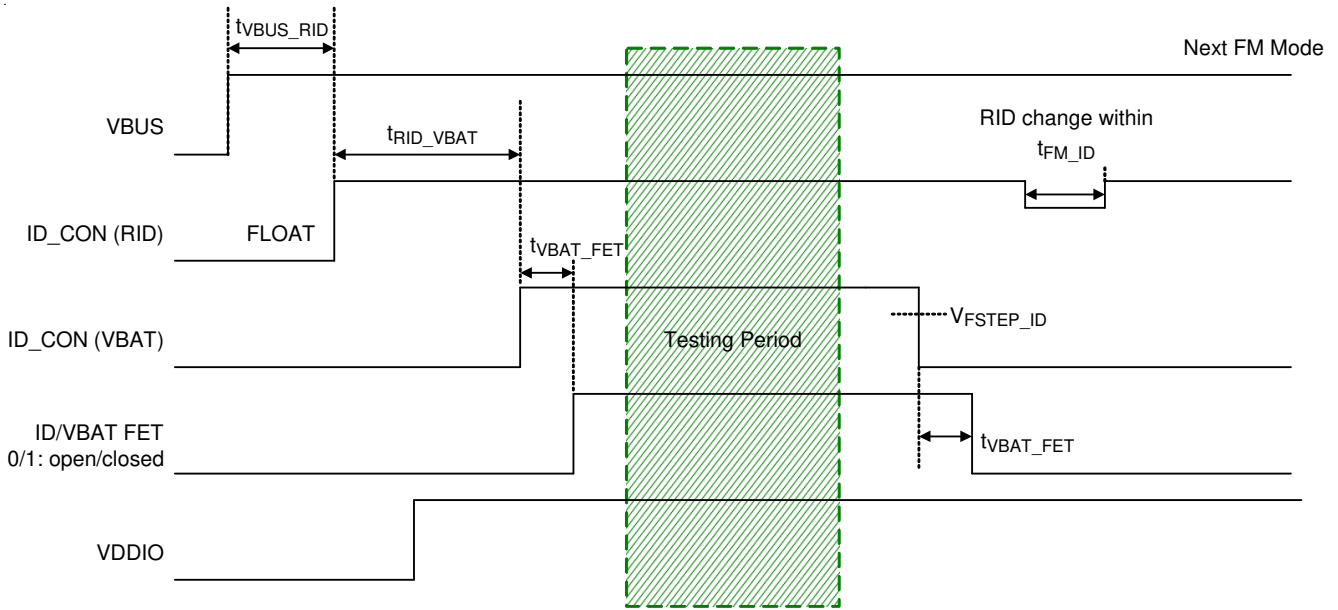 tVBUS_RID
Next FM Mode
VBUS
RID change within
tRID_VBAT
tFM_ID
ID_CON (RID)
FLOAT
tVBAT_FET
VFSTEP_ID
ID_CON (VBAT)
Testing Period
ID/VBAT FET
0/1: open/closed
tVBAT_FET
VDDIO